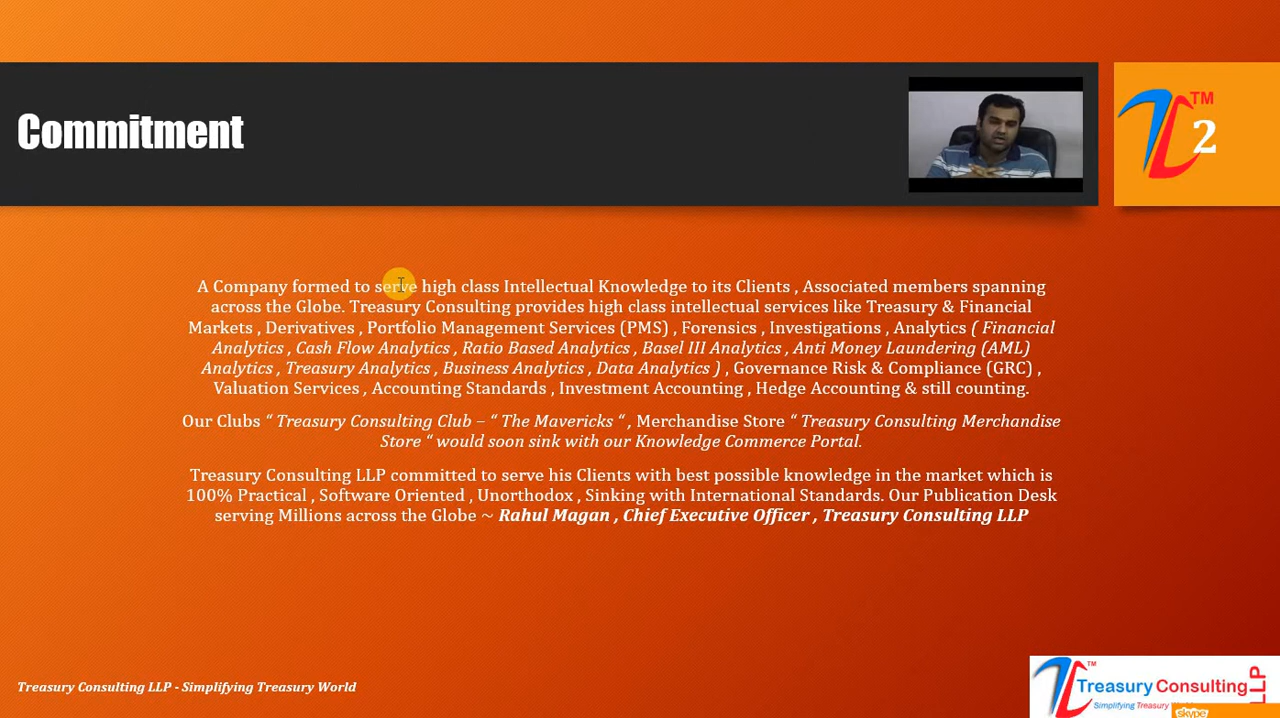 Commitment
TM
2
A Company formed to serve high class Intellectual Knowledge to its Clients , Associated members spanning
across the Globe. Treasury Consulting provides high class intellectual services like Treasury & Financial
Markets , Derivatives , Portfolio Management Services (PMS) , Forensics , Investigations , Analytics ( Financial
Analytics , Cash Flow Analytics , Ratio Based Analytics , Basel III Analytics , Anti Money Laundering (AML)
Analytics , Treasury Analytics , Business Analytics , Data Analytics ) , Governance Risk & Compliance (GRC) ,
Valuation Services , Accounting Standards , Investment Accounting , Hedge Accounting & still counting.
Our Clubs “ Treasury Consulting Club – “ The Mavericks “ , Merchandise Store “ Treasury Consulting Merchandise
Store “ would soon sink with our Knowledge Commerce Portal.
Treasury Consulting LLP committed to serve his Clients with best possible knowledge in the market which is
100% Practical , Software Oriented , Unorthodox , Sinking with International Standards. Our Publication Desk
serving Millions across the Globe ~ Rahul Magan , Chief Executive Officer , Treasury Consulting LLP
Treasury Consulting LLP - Simplifying Treasury World
TM
Treasury Consulting LLP
Simplifying Treasury
skype